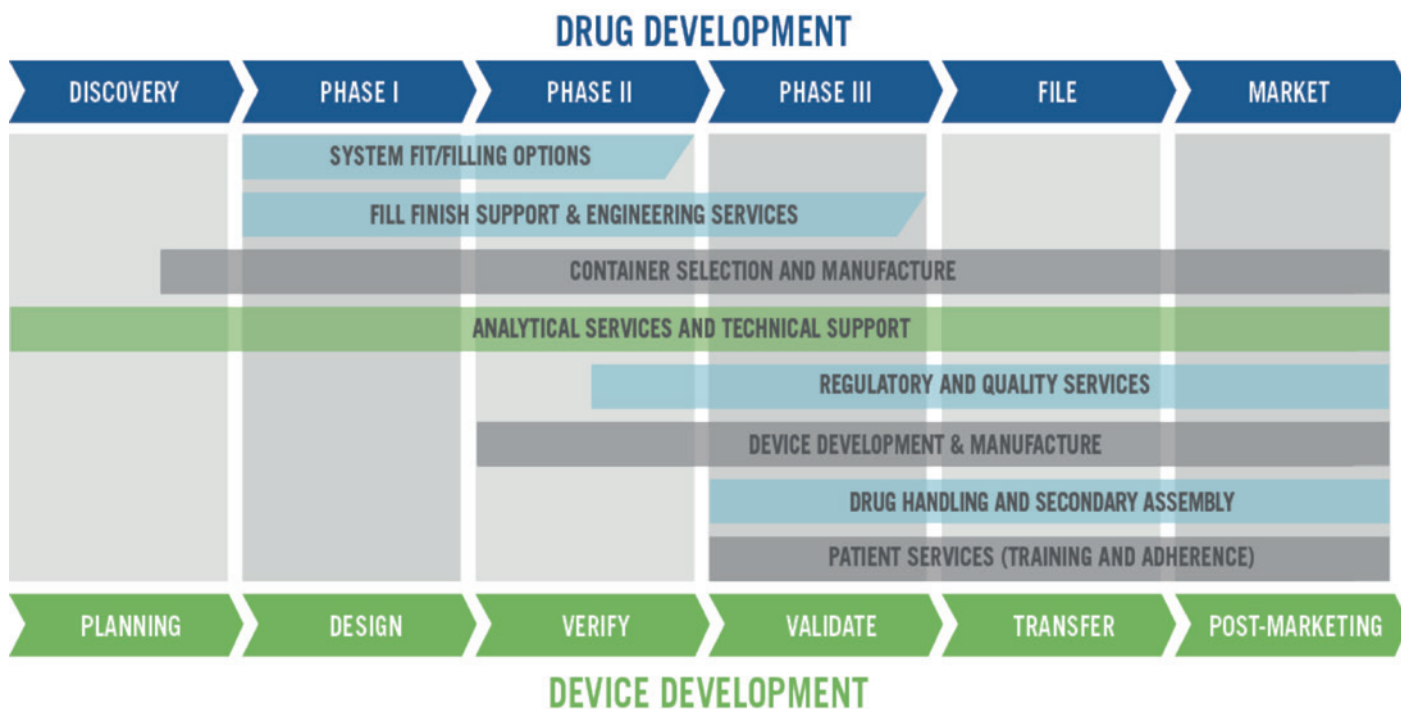 DRUG DEVELOPMENT
DISCOVERY
PHASE I
PHASE II
PHASE III
FILE
MARKET
SYSTEM FIT/FILLING OPTIONS
FILL FINISH SUPPORT & ENGINEERING SERVICES
CONTAINER SELECTION AND MANUFACTURE
ANALYTICAL SERVICES AND TECHNICAL SUPPORT
REGULATORY AND QUALITY SERVICES
DEVICE DEVELOPMENT & MANUFACTURE
DRUG HANDLING AND SECONDARY ASSEMBLY
PATIENT SERVICES (TRAINING AND ADHERENCE)
PLANNING
DESIGN
VERIFY
VALIDATE
TRANSFER
POST-MARKETING
DEVICE DEVELOPMENT